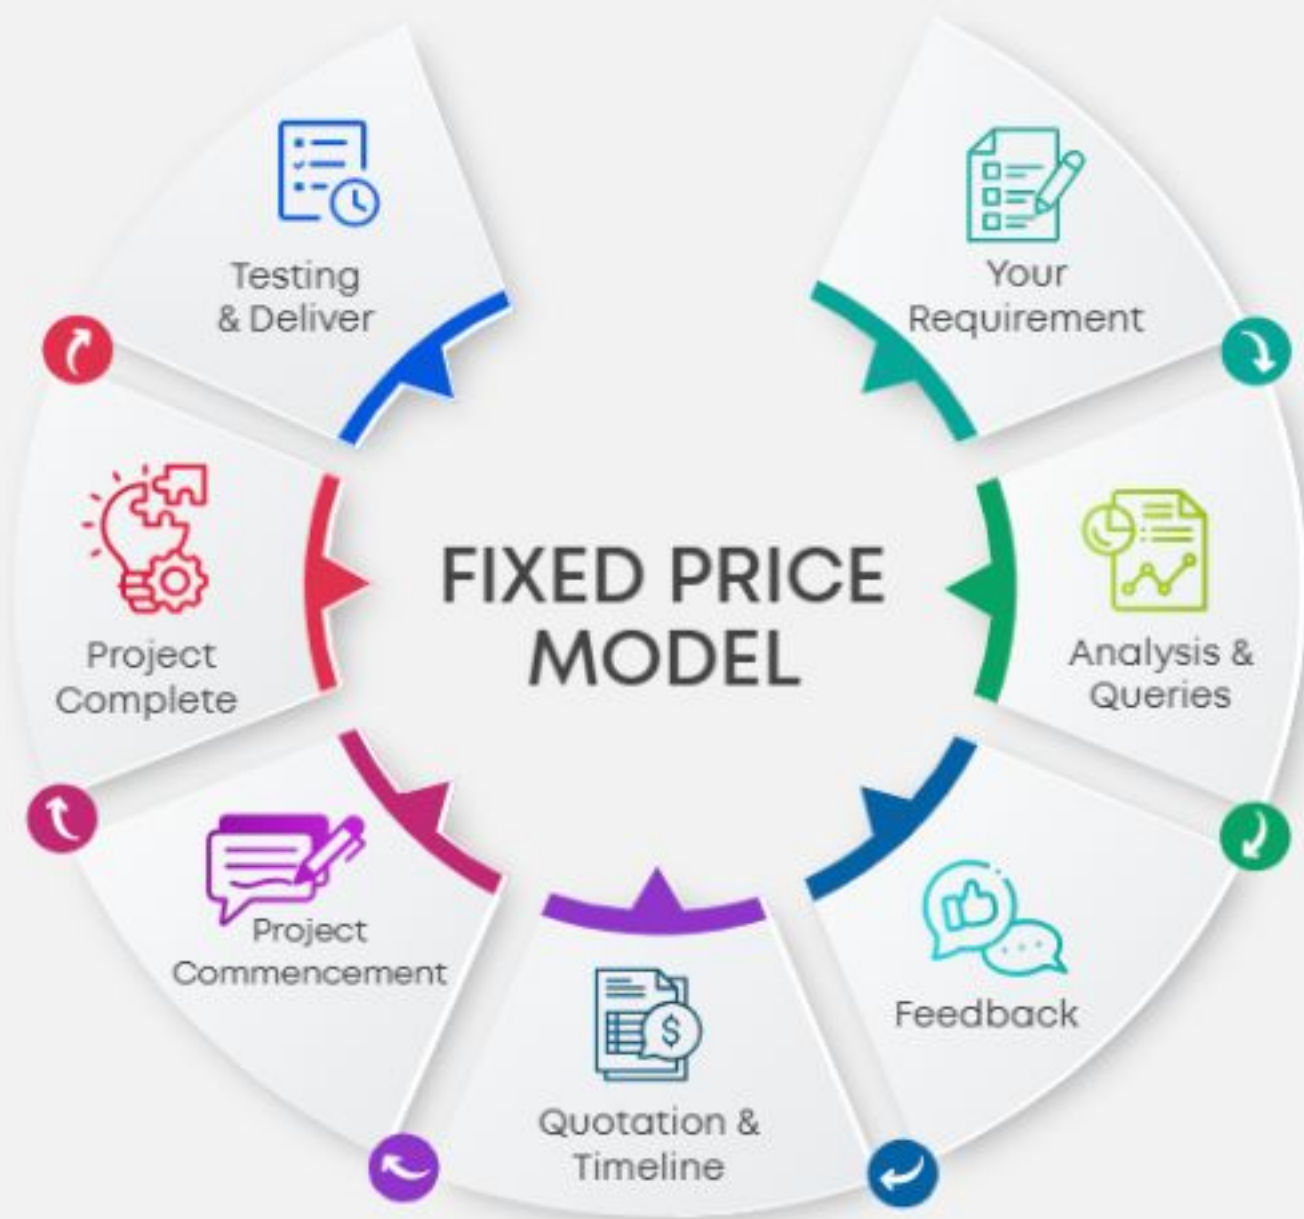 FIXED PRICE
MODEL
Your
Requirement
Analysis &
Queries
Feedback
Quotation &
Timeline
Project
Commencement
Project
Complete
Testing
& Deliver
$